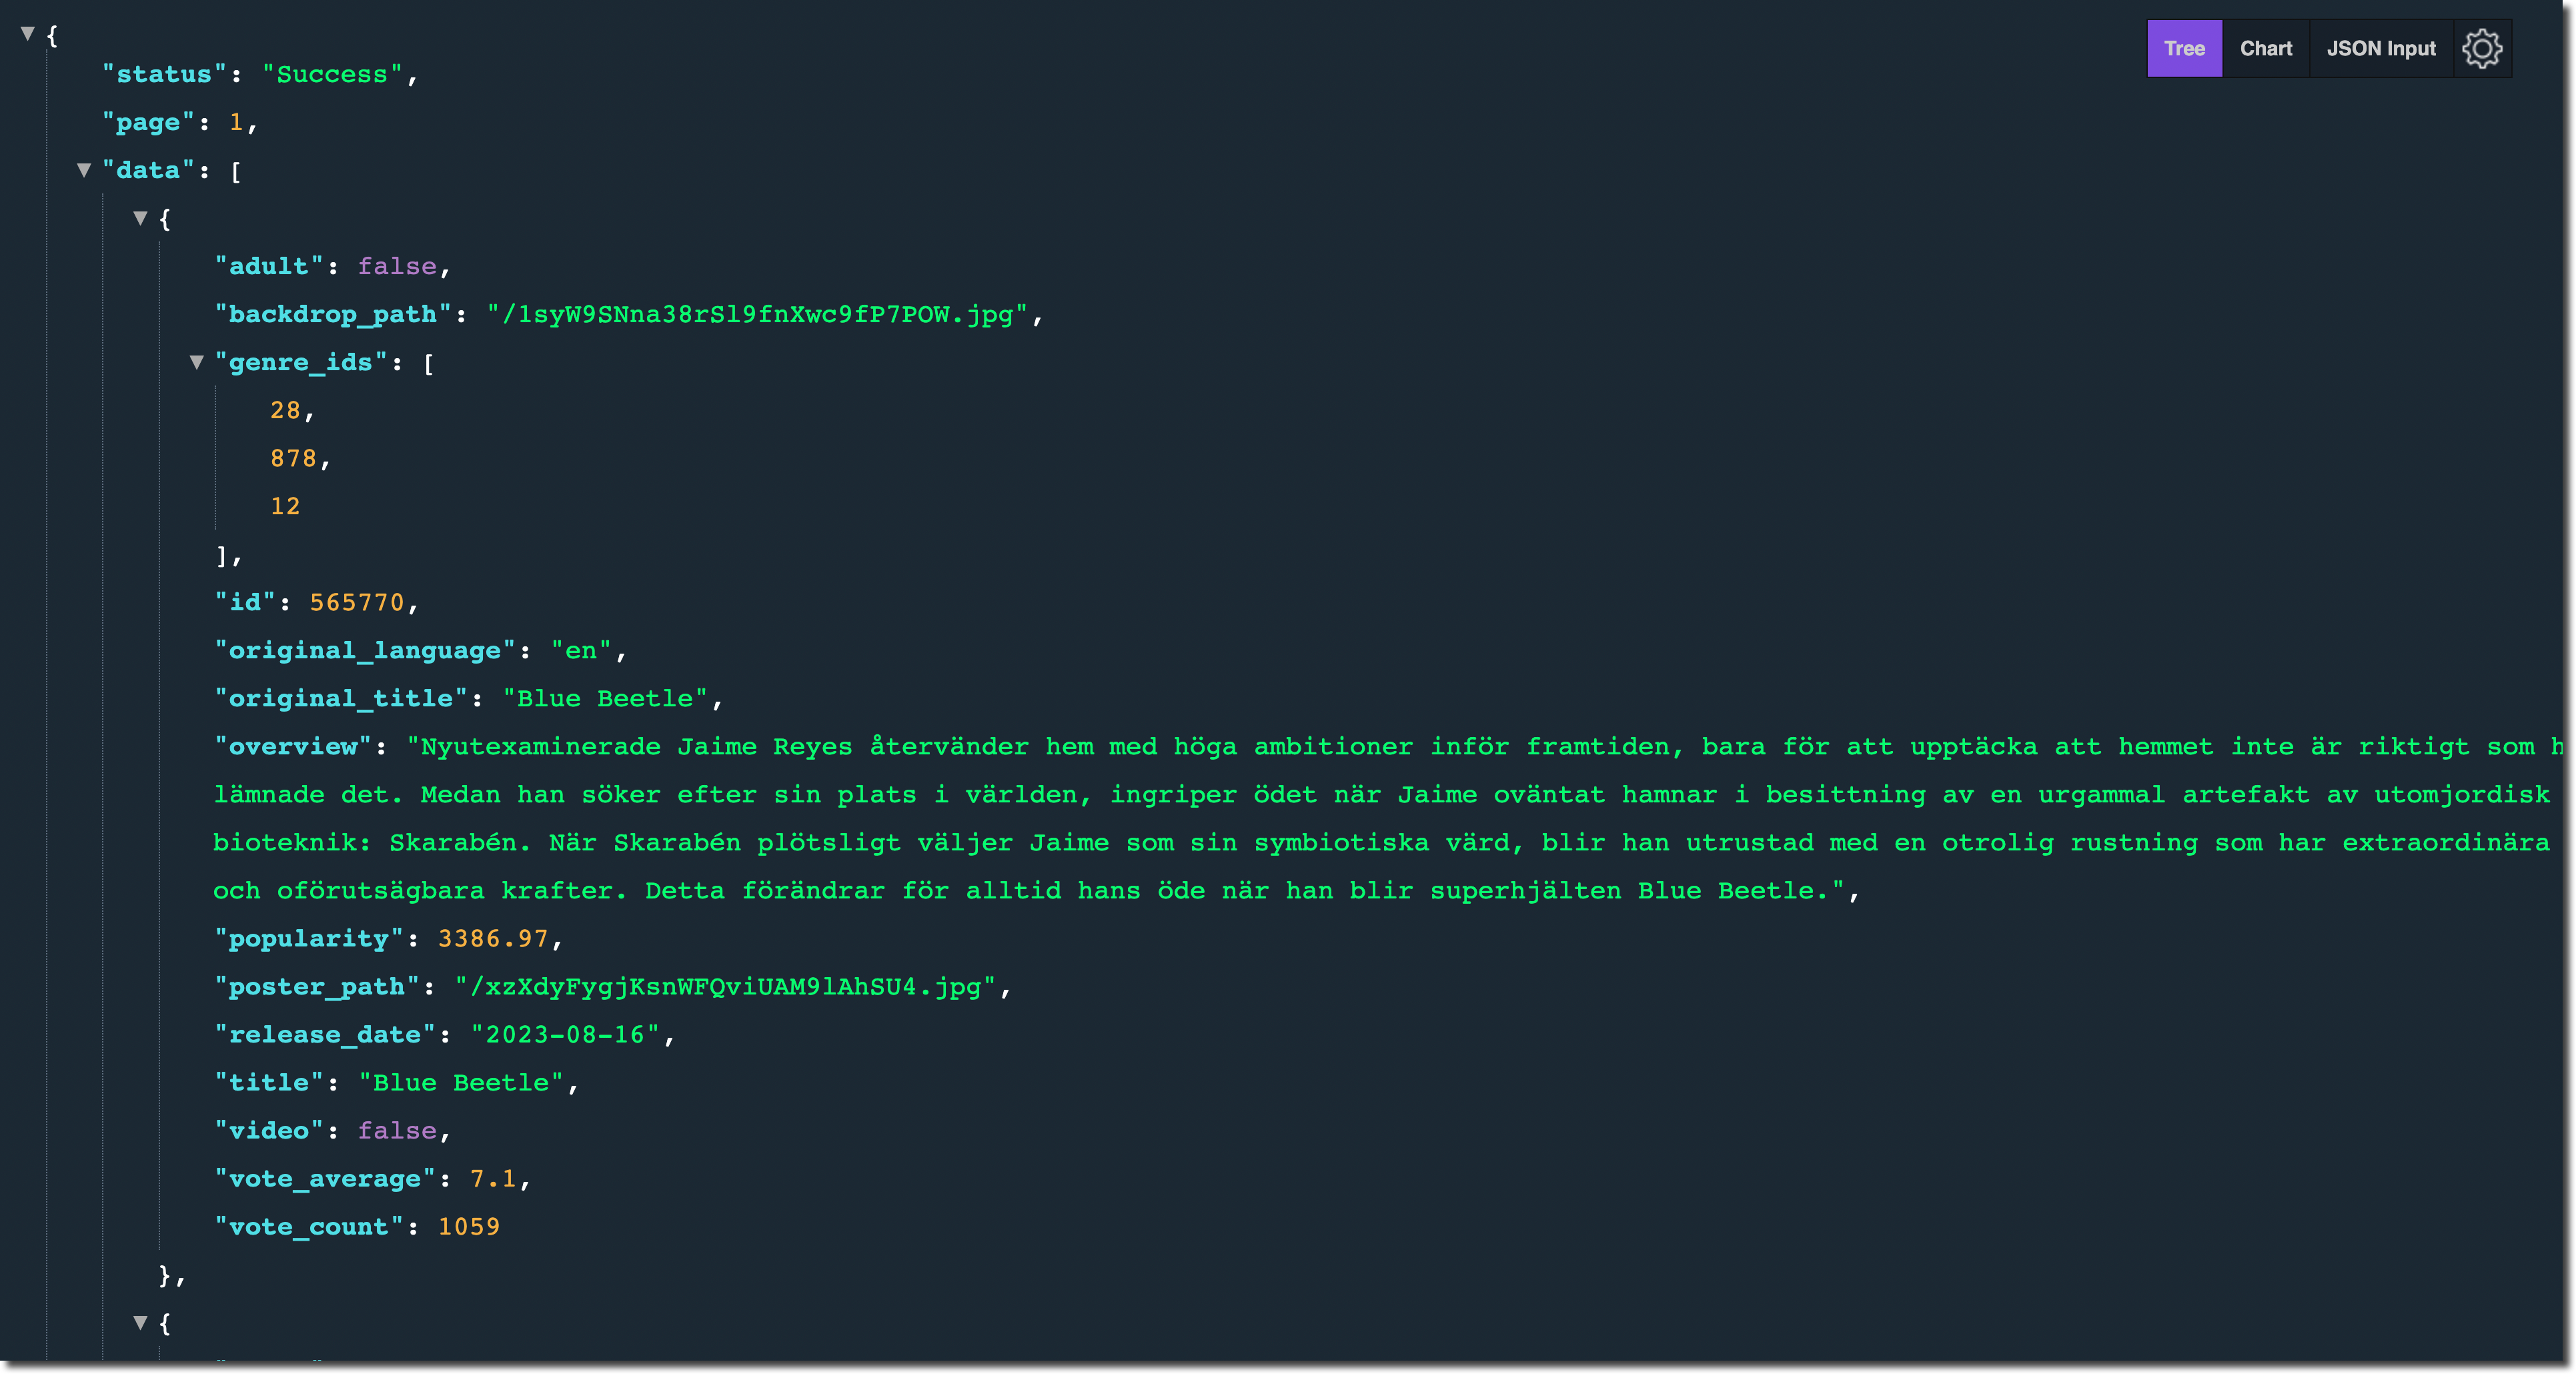 {
Tree Chart JSON Input
"status": "Success",
"page": 1,
"data": [
{
"adult": false,
"backdrop_path": "/1syW9SNna38rSl9fnXwc9fP7POW.jpg",
"genre_ids": [
28,
878,
12
],
"id": 565770,
"original_language": "en",
"original_title": "Blue Beetle",
"overview": "Nyutexaminerade Jaime Reyes återvänder hem med höga ambitioner inför framtiden, bara för att upptäcka att hemmet inte är riktigt som
lämnade det. Medan han söker efter sin plats i världen, ingriper ödet när Jaime oväntat hamnar i besittning av en urgammal artefakt av utomjordisk
bioteknik: Skarabén. När Skarabén plötsligt väljer Jaime som sin symbiotiska värd, blir han utrustad med en otrolig rustning som har extraordinära
och oförutsägbara krafter. Detta förändrar för alltid hans öde när han blir superhjälten Blue Beetle.",
"popularity": 3386.97,
"poster_path": "/xzXdyFygjKsnWFQviUAM9lAhSU4.jpg",
"release_date": "2023-08-16",
"title": "Blue Beetle",
"video": false,
"vote_average": 7.1,
"vote_count": 1059
},
{